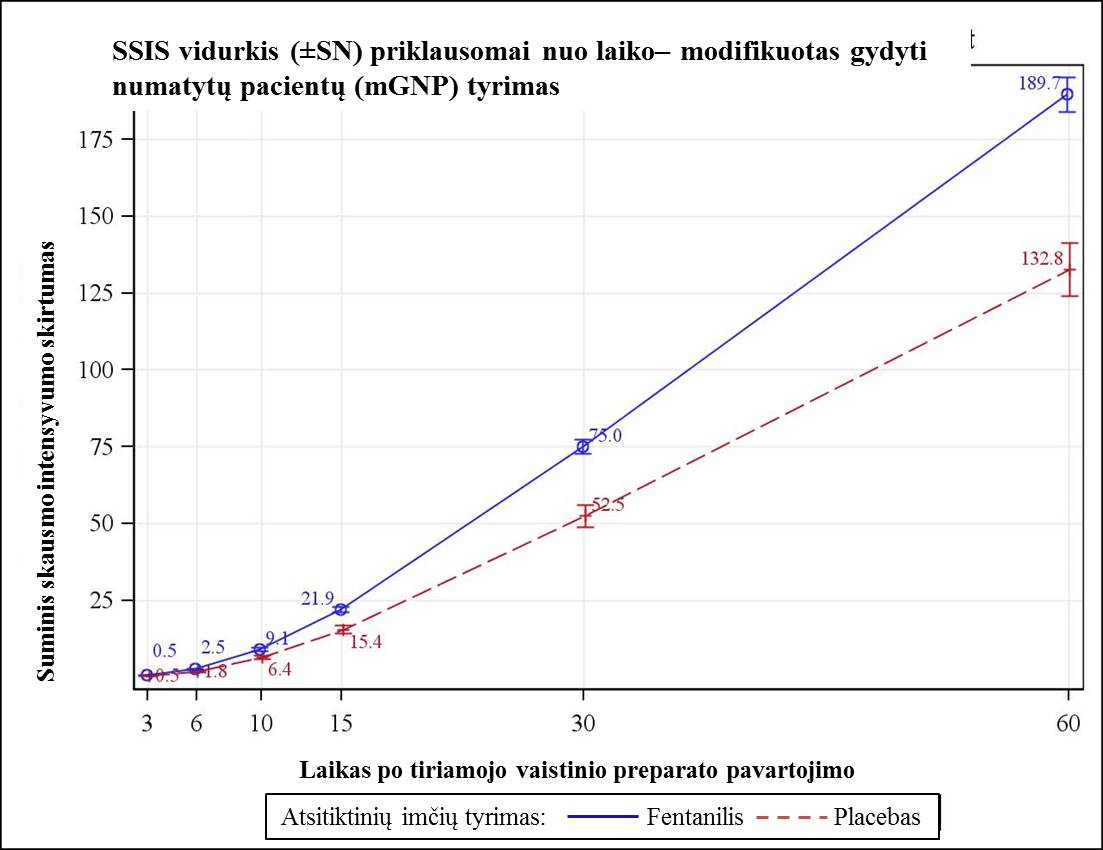 SSIS vidurkis (±SN) priklausomai nuo laiko– modifikuotas gydyti
numatytų pacientų (mGNP) tyrimas
t
189.7
175
150
132.8
125
100
75
75.0
52.5
50
25
21.9
15.4
9.1
6.4
2.5
1.8
0.5
0.5
Suminis skausmo intensyvumo skirtumas
3 6 10 15 30 60
Laikas po tiriamojo vaistinio preparato pavartojimo
Atsitiktinių imčių tyrimas: Fentanilis Placebas